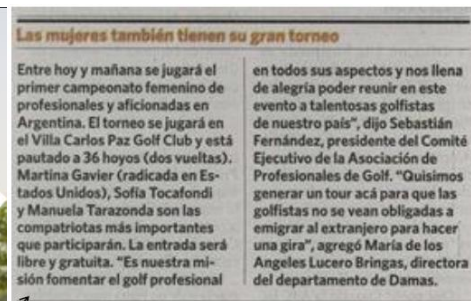 Las mujeres también tienen su gran torneo
Entre hoy y mañana se jugará el
primer campeonato femenino de
profesionales y aficionadas en
Argentina. El torneo se jugará en
el Villa Carlos Paz Golf Club y está
pautado a 36 hoyos (dos vueltas).
Martina Gavier (radicada en Es-
tados Unidos), Sofía Tocafondi
y Manuela Tarazonda son las
compatriotas más importantes
que participarán. La entrada será
libre y gratuita. “Es nuestra mi-
sión fomentar el golf profesional
en todos sus aspectos y nos llena
de alegría poder reunir en este
evento a talentosas golfistas
de nuestro país”, dijo Sebastián
Fernández, presidente del Comité
Ejecutivo de la Asociación de
Profesionales de Golf. “Quisimos
generar un tour acá para que las
golfistas no se vean obligadas a
emigrar al extranjero para hacer
una gira”, agregó María de los
Angeles Lucero Bringas, directora
del departamento de Damas.